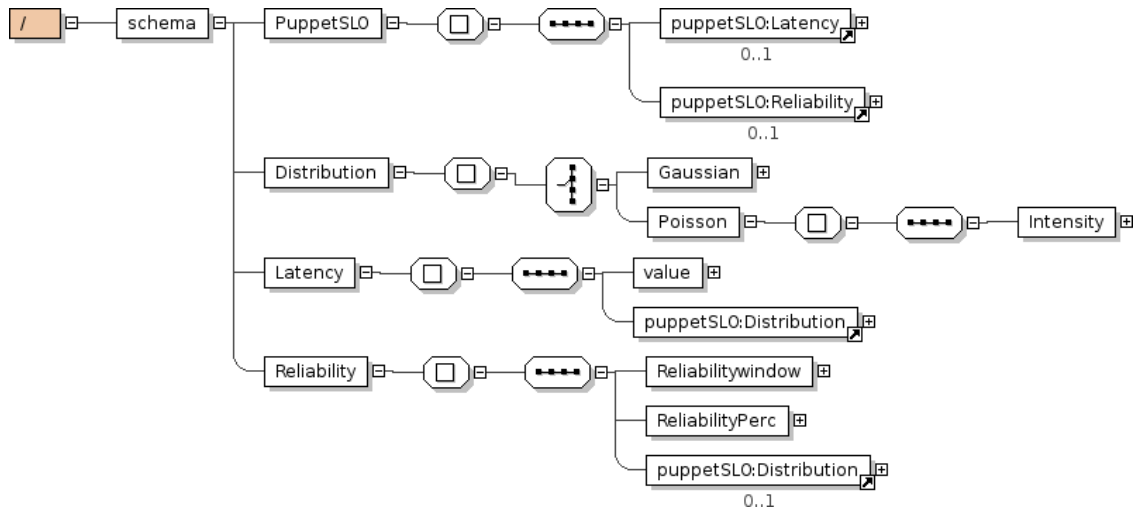 /
schema
PuppetSLO
puppetSLO:Latency
0..1
puppetSLO:Reliability
0..1
Distribution
Gaussian
Poisson
Intensity
Latency
value
puppetSLO:Distribution
Reliability
Reliabilitywindow
ReliabilityPerc
puppetSLO:Distribution
0..1